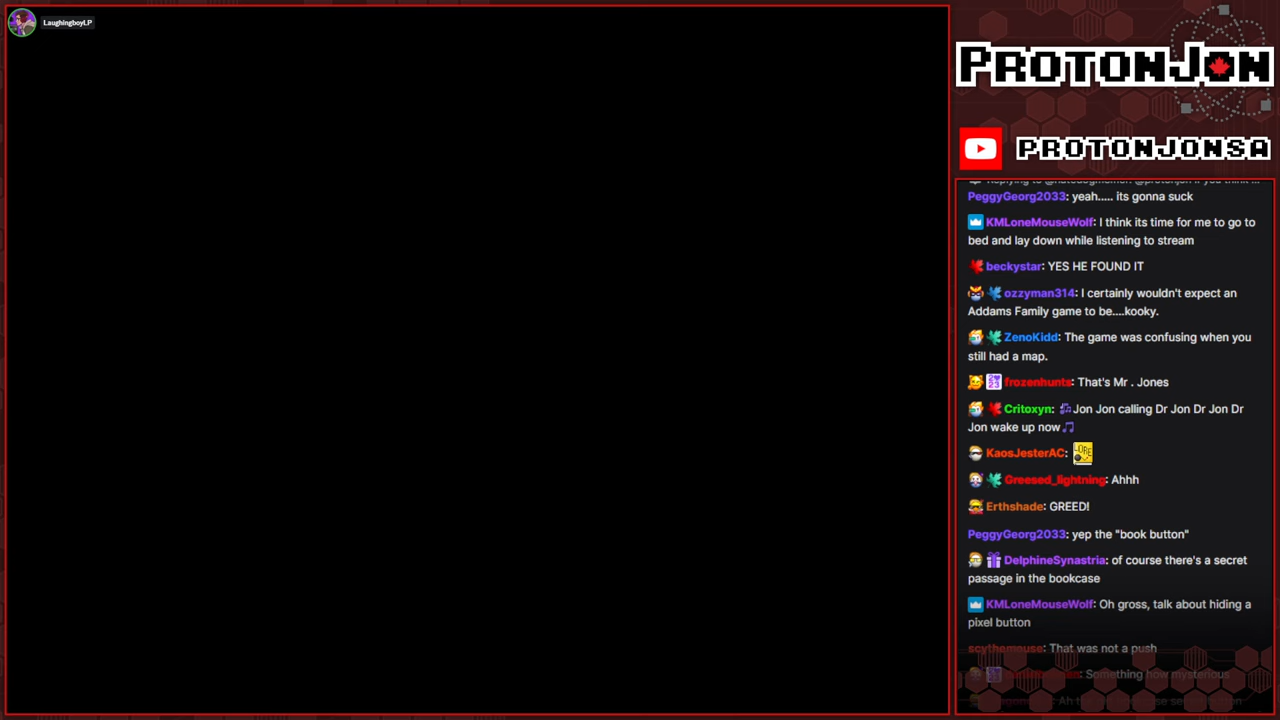 LaughingboyLP
PROTONJON
PROTONJONSA
PeggyGeorg2033: yeah..... its gonna suck
KMLoneMouseWolf: I think its time for me to go to
bed and lay down while listening to stream
beckystar: YES HE FOUND IT
ozzyman314: I certainly wouldn't expect an
Addams Family game to be....kooky.
ZenoKidd: The game was confusing when you
still had a map.
frozenhunts: That's Mr . Jones
Critoxyn: 🎶Jon Jon calling Dr Jon Dr Jon Dr
Jon wake up now🎵
KaosJesterAC: LORE
Greesed_lightning: Ahhh
Erthshade: GREED!
PeggyGeorg2033: yep the "book button"
DelphineSynastria: of course there's a secret
passage in the bookcase
KMLoneMouseWolf: Oh gross, talk about hiding a
pixel button
scythemouse: That was not a push
: Something how mysterious